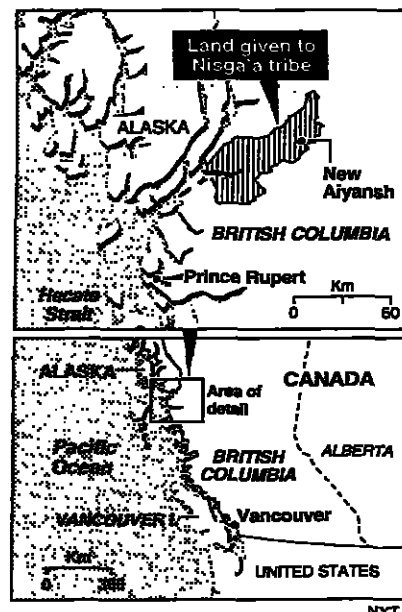 Land given to
Nisga'a tribe
ALASKA
New
Aiyansh
BRITISH COLUMBIA
Prince Rupert
Hecate
Strait
Km
0 50
ALASKA
Area of
detail
CANADA
Pacific
Ocean
BRITISH
COLUMBIA
ALBERTA
VANCOUVER I.
Vancouver
Km
0
UNITED STATES
NYT